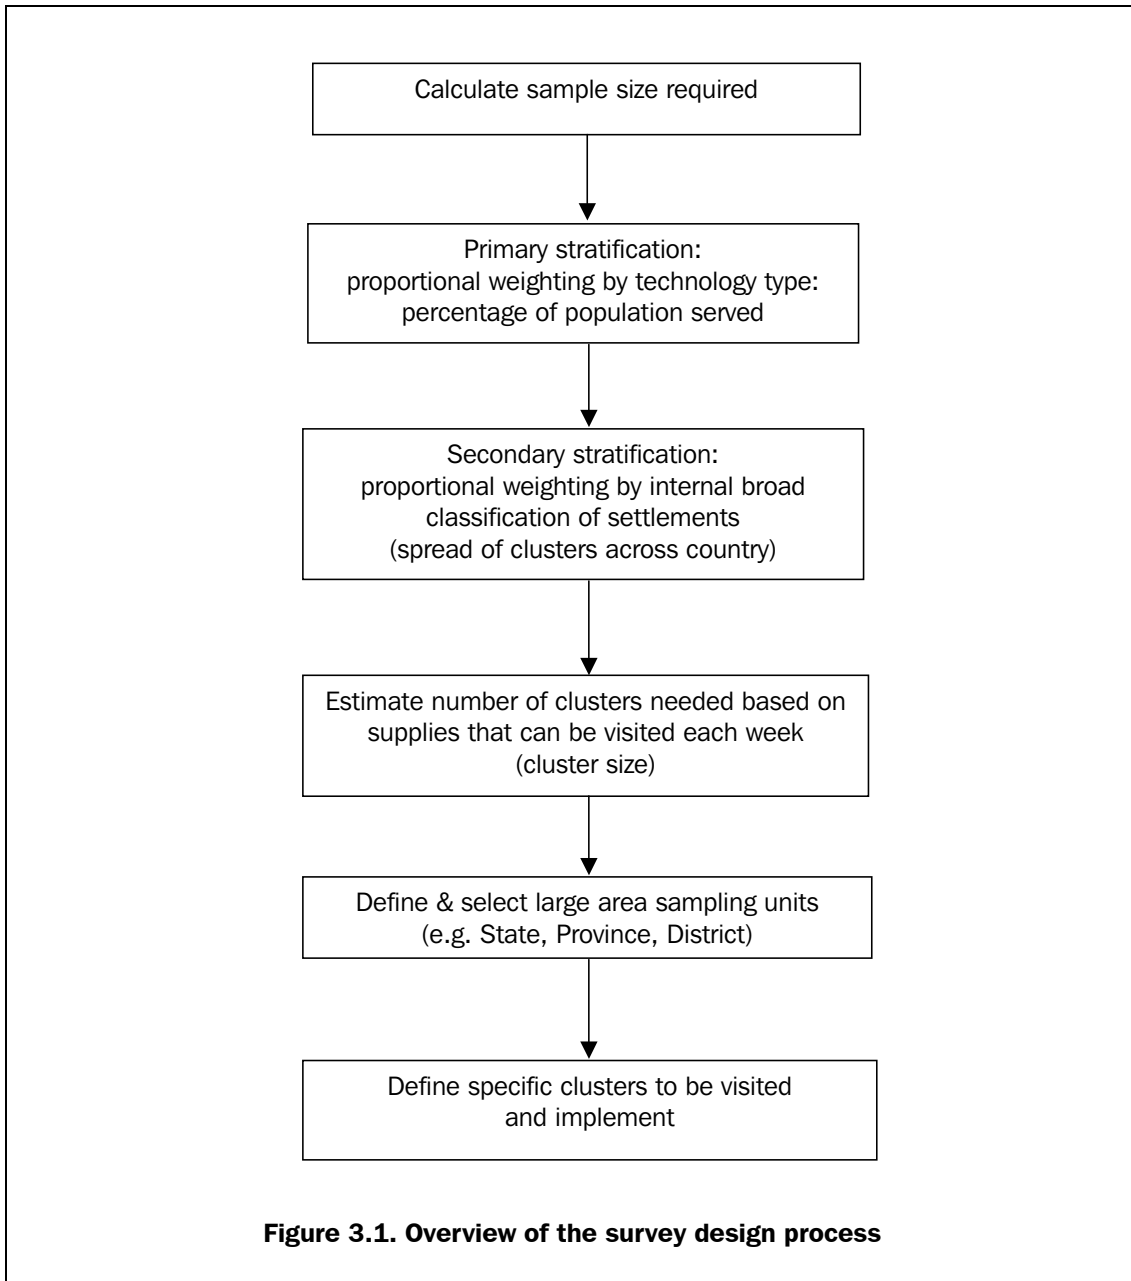 Calculate sample size required
Primary stratification:
proportional weighting by technology type:
percentage of population served
Secondary stratification:
proportional weighting by internal broad
classification of settlements
(spread of clusters across country)
Estimate number of clusters needed based on
supplies that can be visited each week
(cluster size)
Define & select large area sampling units
(e.g. State, Province, District)
Define specific clusters to be visited
and implement
Figure 3.1. Overview of the survey design process